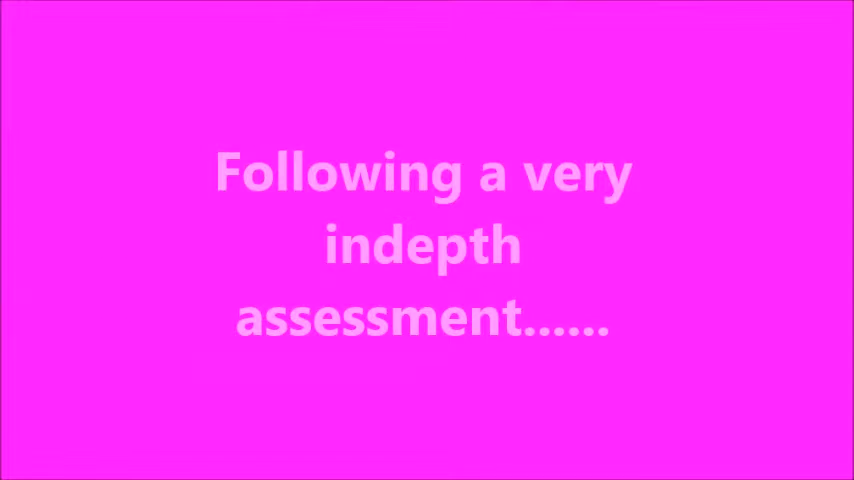 Following a very
indepth
assessment......